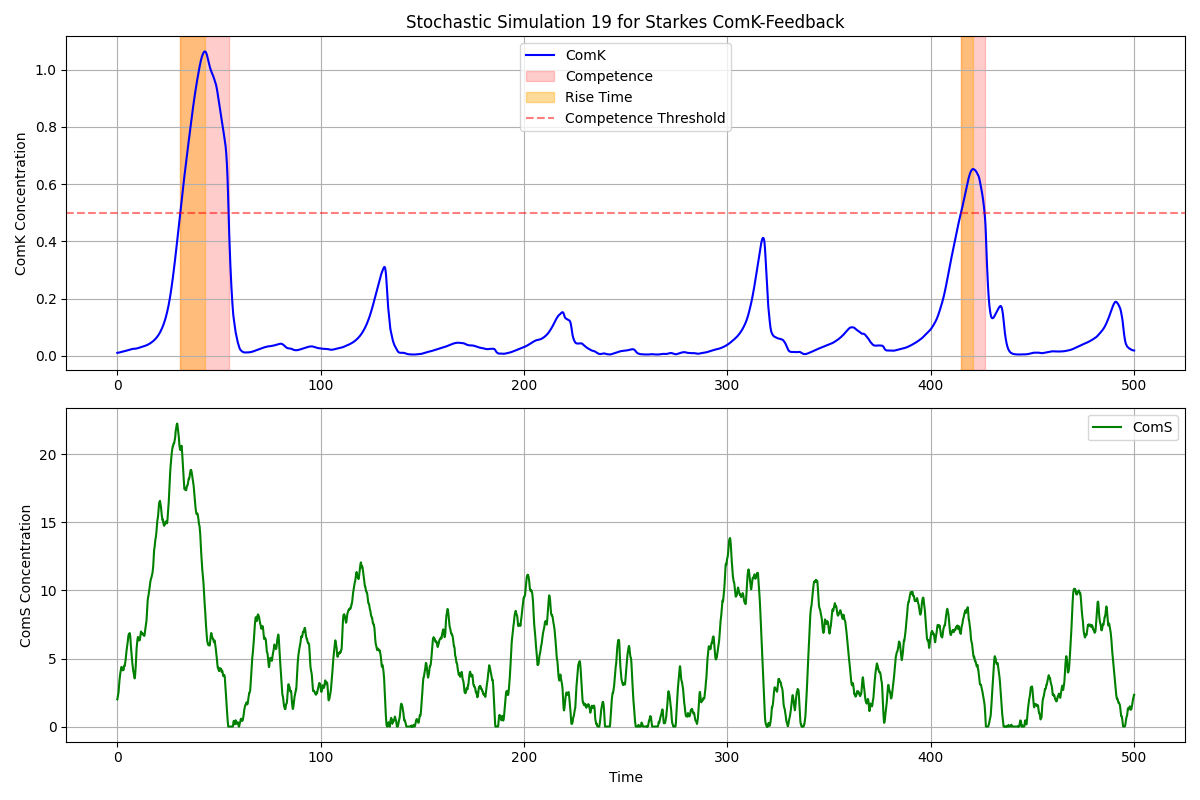 Stochastic Simulation 19 for Starkes ComK-Feedback
ComK
Competence
Rise Time
Competence Threshold
ComK Concentration
1.0
0.8
0.6
0.4
0.2
0.0
0 100 200 300 400 500
ComS
ComS Concentration
20
15
10
5
0
0 100 200 300 400 500
Time